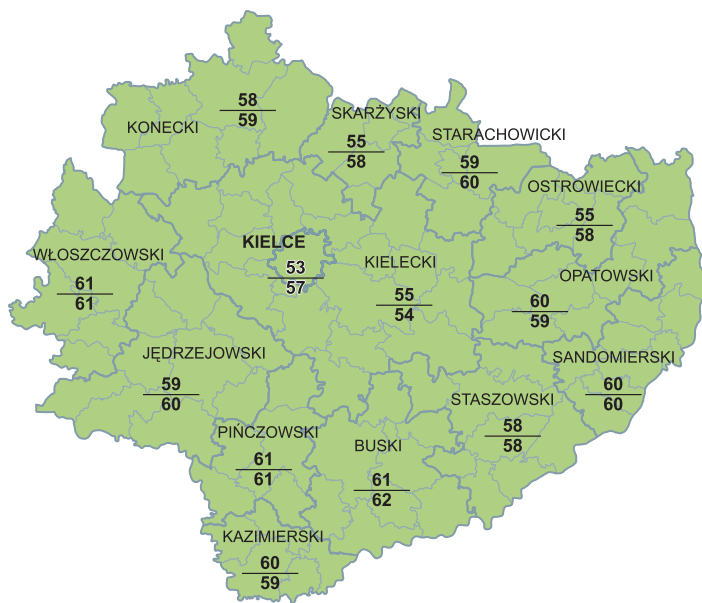 58
KONECKI
59
SKARŻYSKI
55
58
STARACHOWICKI
59
60
OSTROWIECKI
55
58
KIELCE
53
57
WŁOSZCZOWSKI
61
61
KIELECKI
55
54
OPATOWSKI
60
59
JĘDRZEJOWSKI
59
60
SANDOMIERSKI
60
60
STASZOWSKI
58
58
PIŃCZOWSKI
61
61
BUSKI
61
62
KAZIMIERSKI
60
59